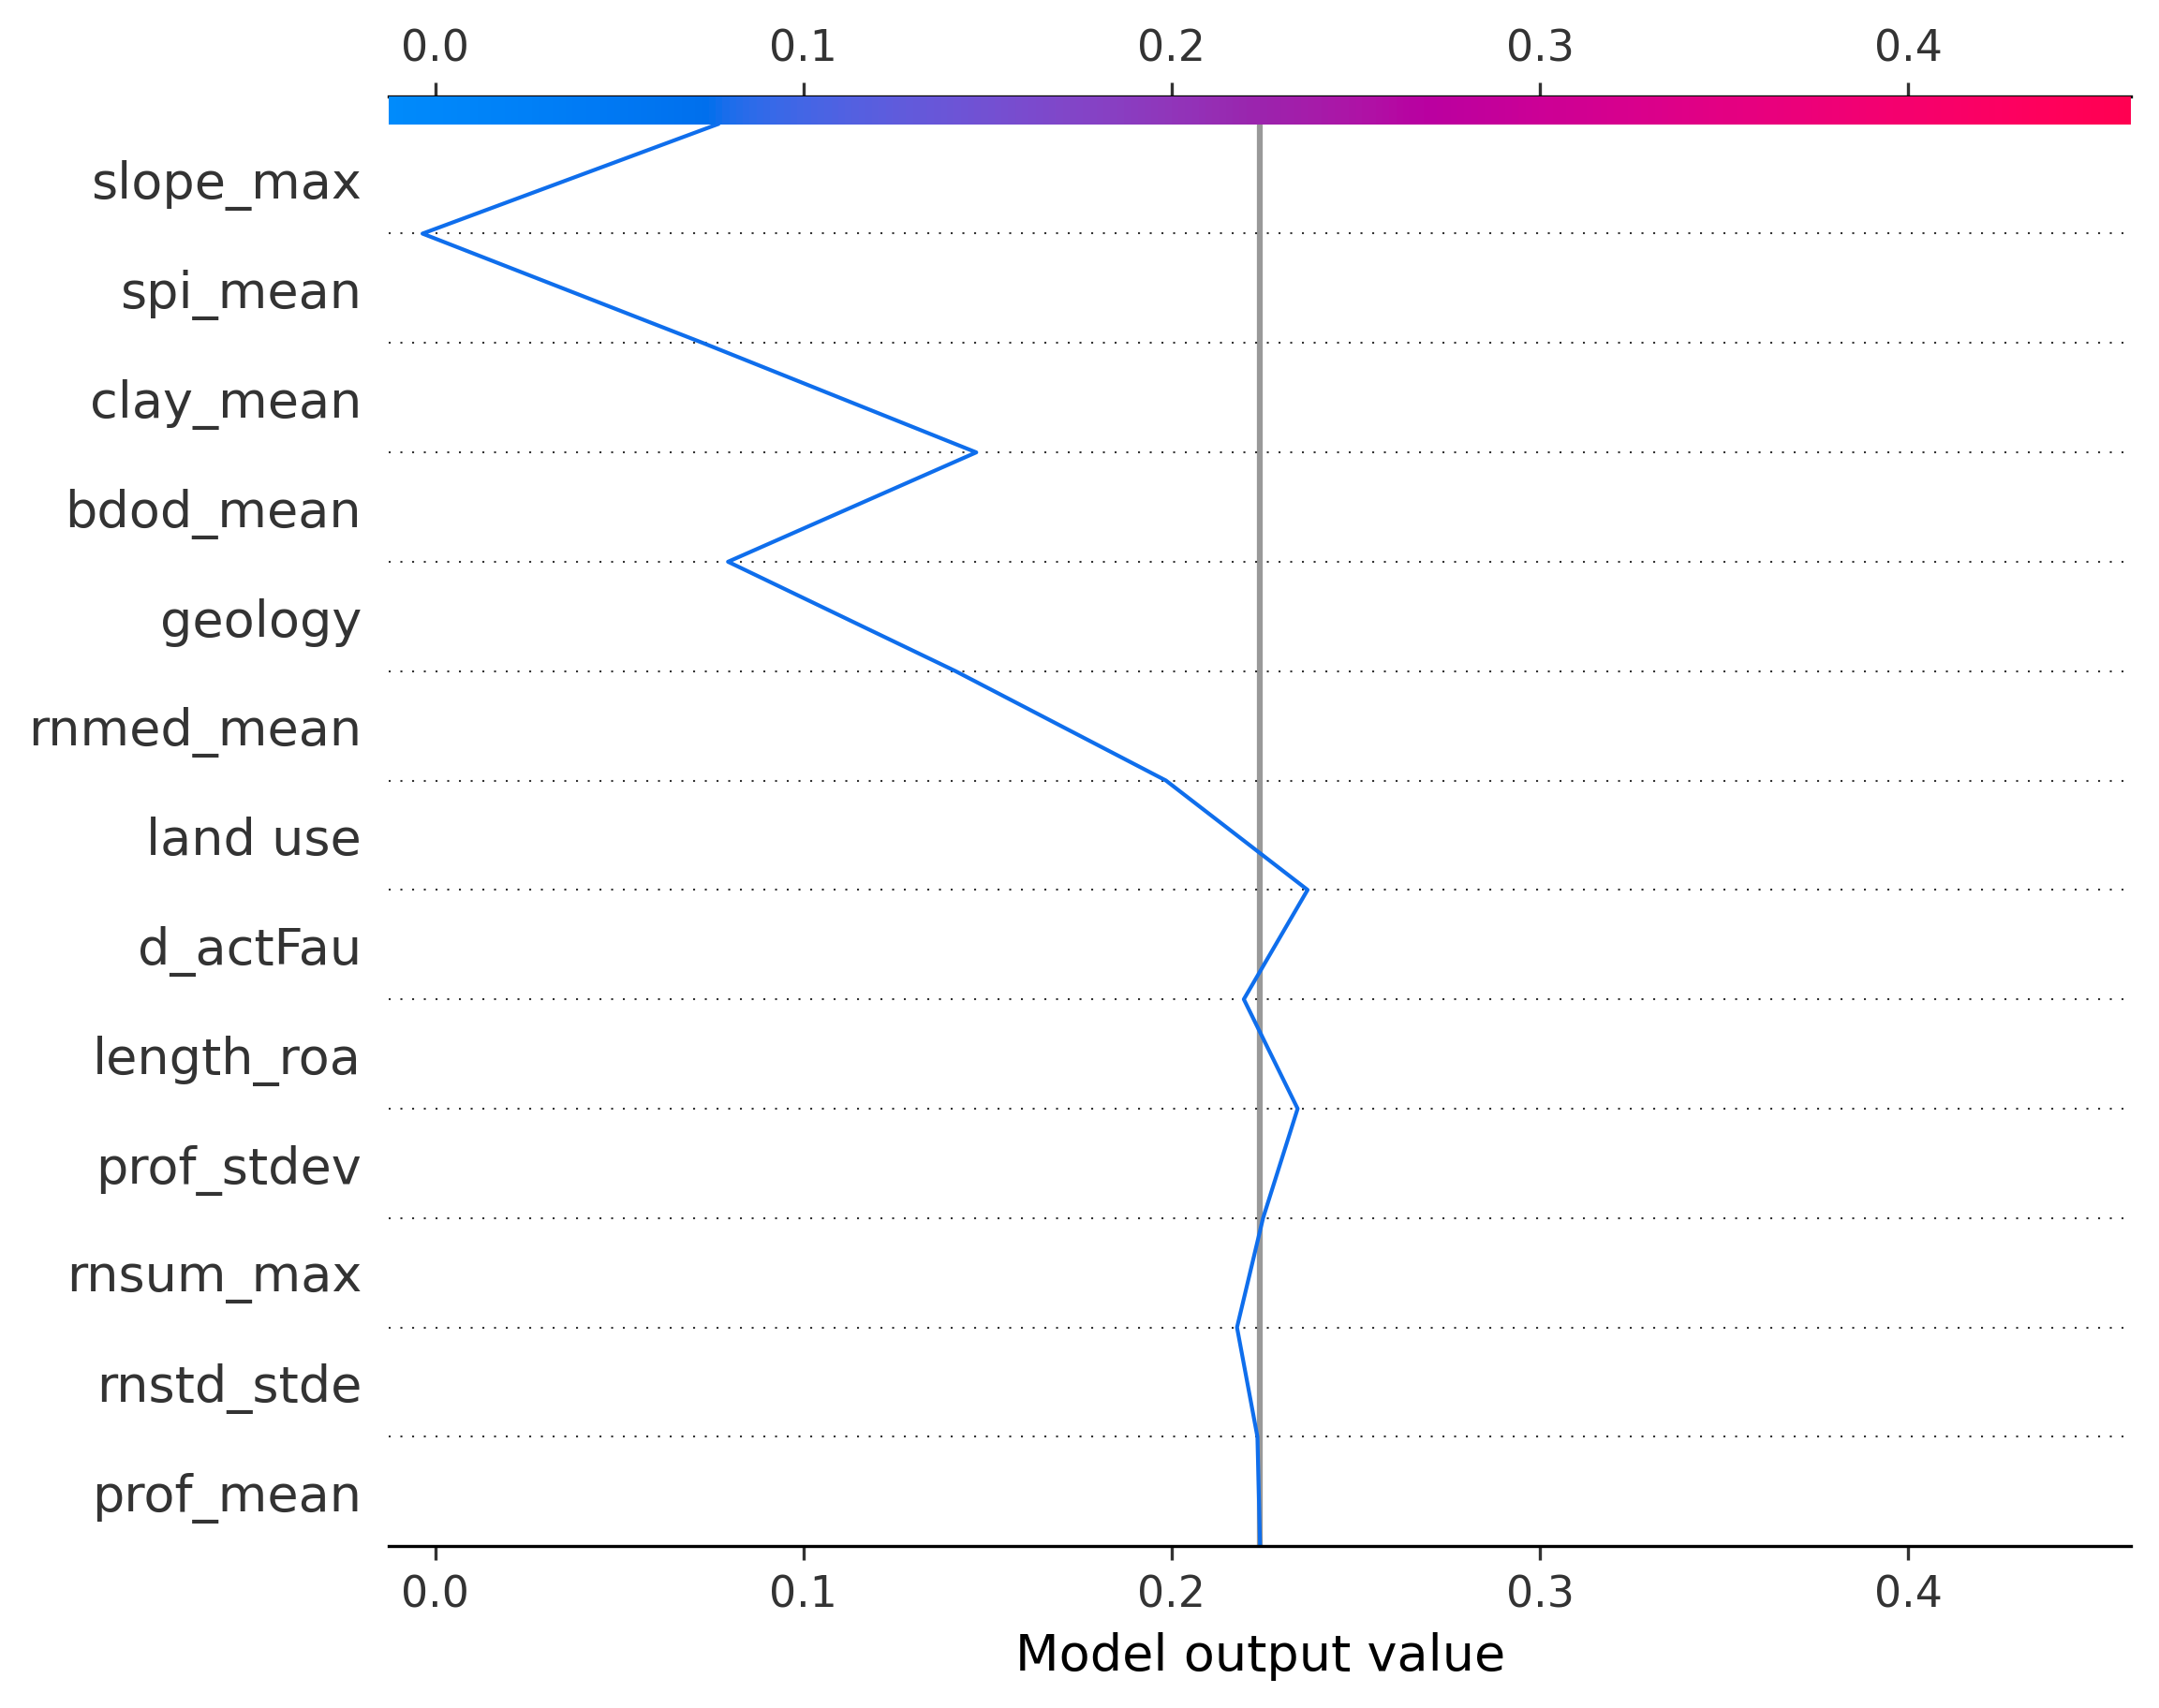 0.0 0.1 0.2 0.3 0.4
slope_max
spi_mean
clay_mean
bdod_mean
geology
rnmed_mean
land use
d_actFau
length_roa
prof_stdev
rnsum_max
rnstd_stde
prof_mean
0.0 0.1 0.2 0.3 0.4
Model output value